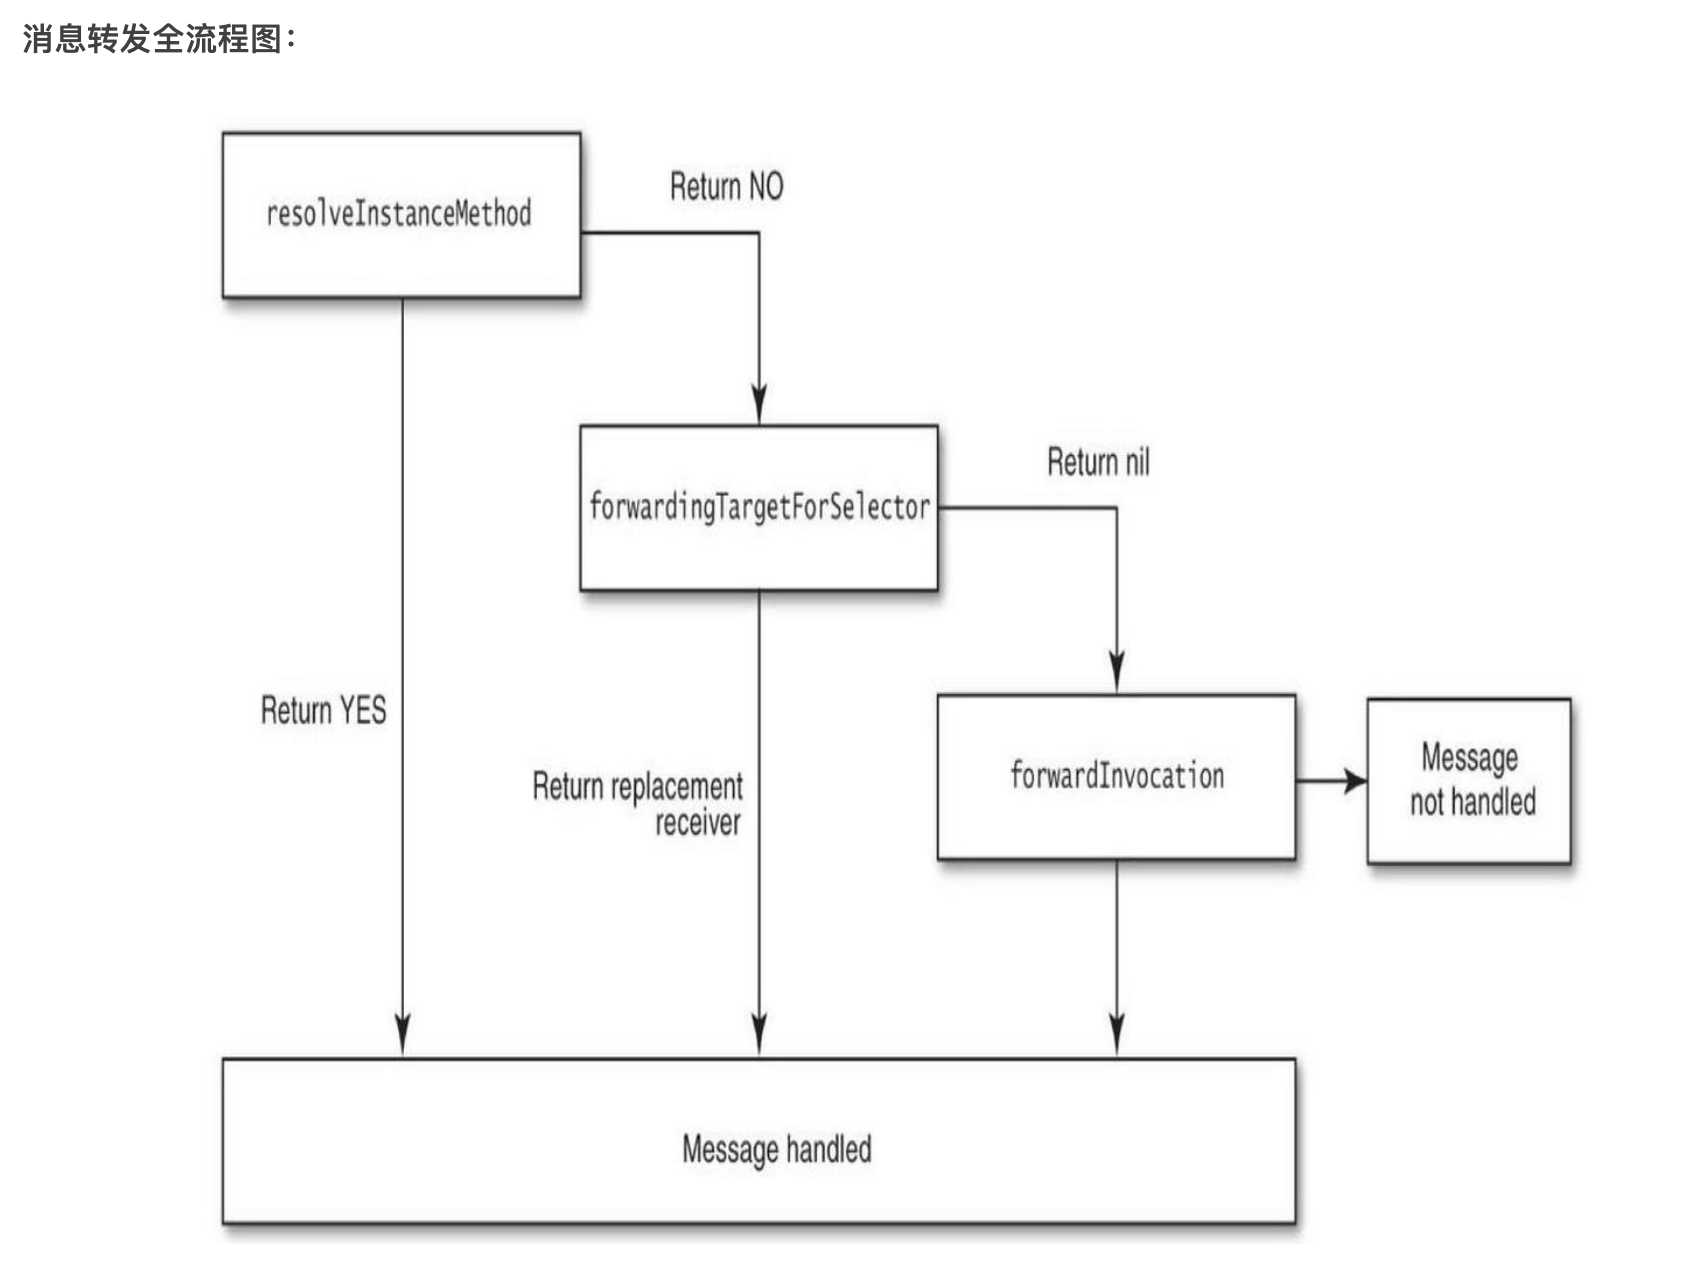 消息转发全流程图：
resolveInstanceMethod
Return NO
forwardingTargetForSelector
Return nil
Return YES
Return replacement
receiver
forwardInvocation
Message
not handled
Message handled